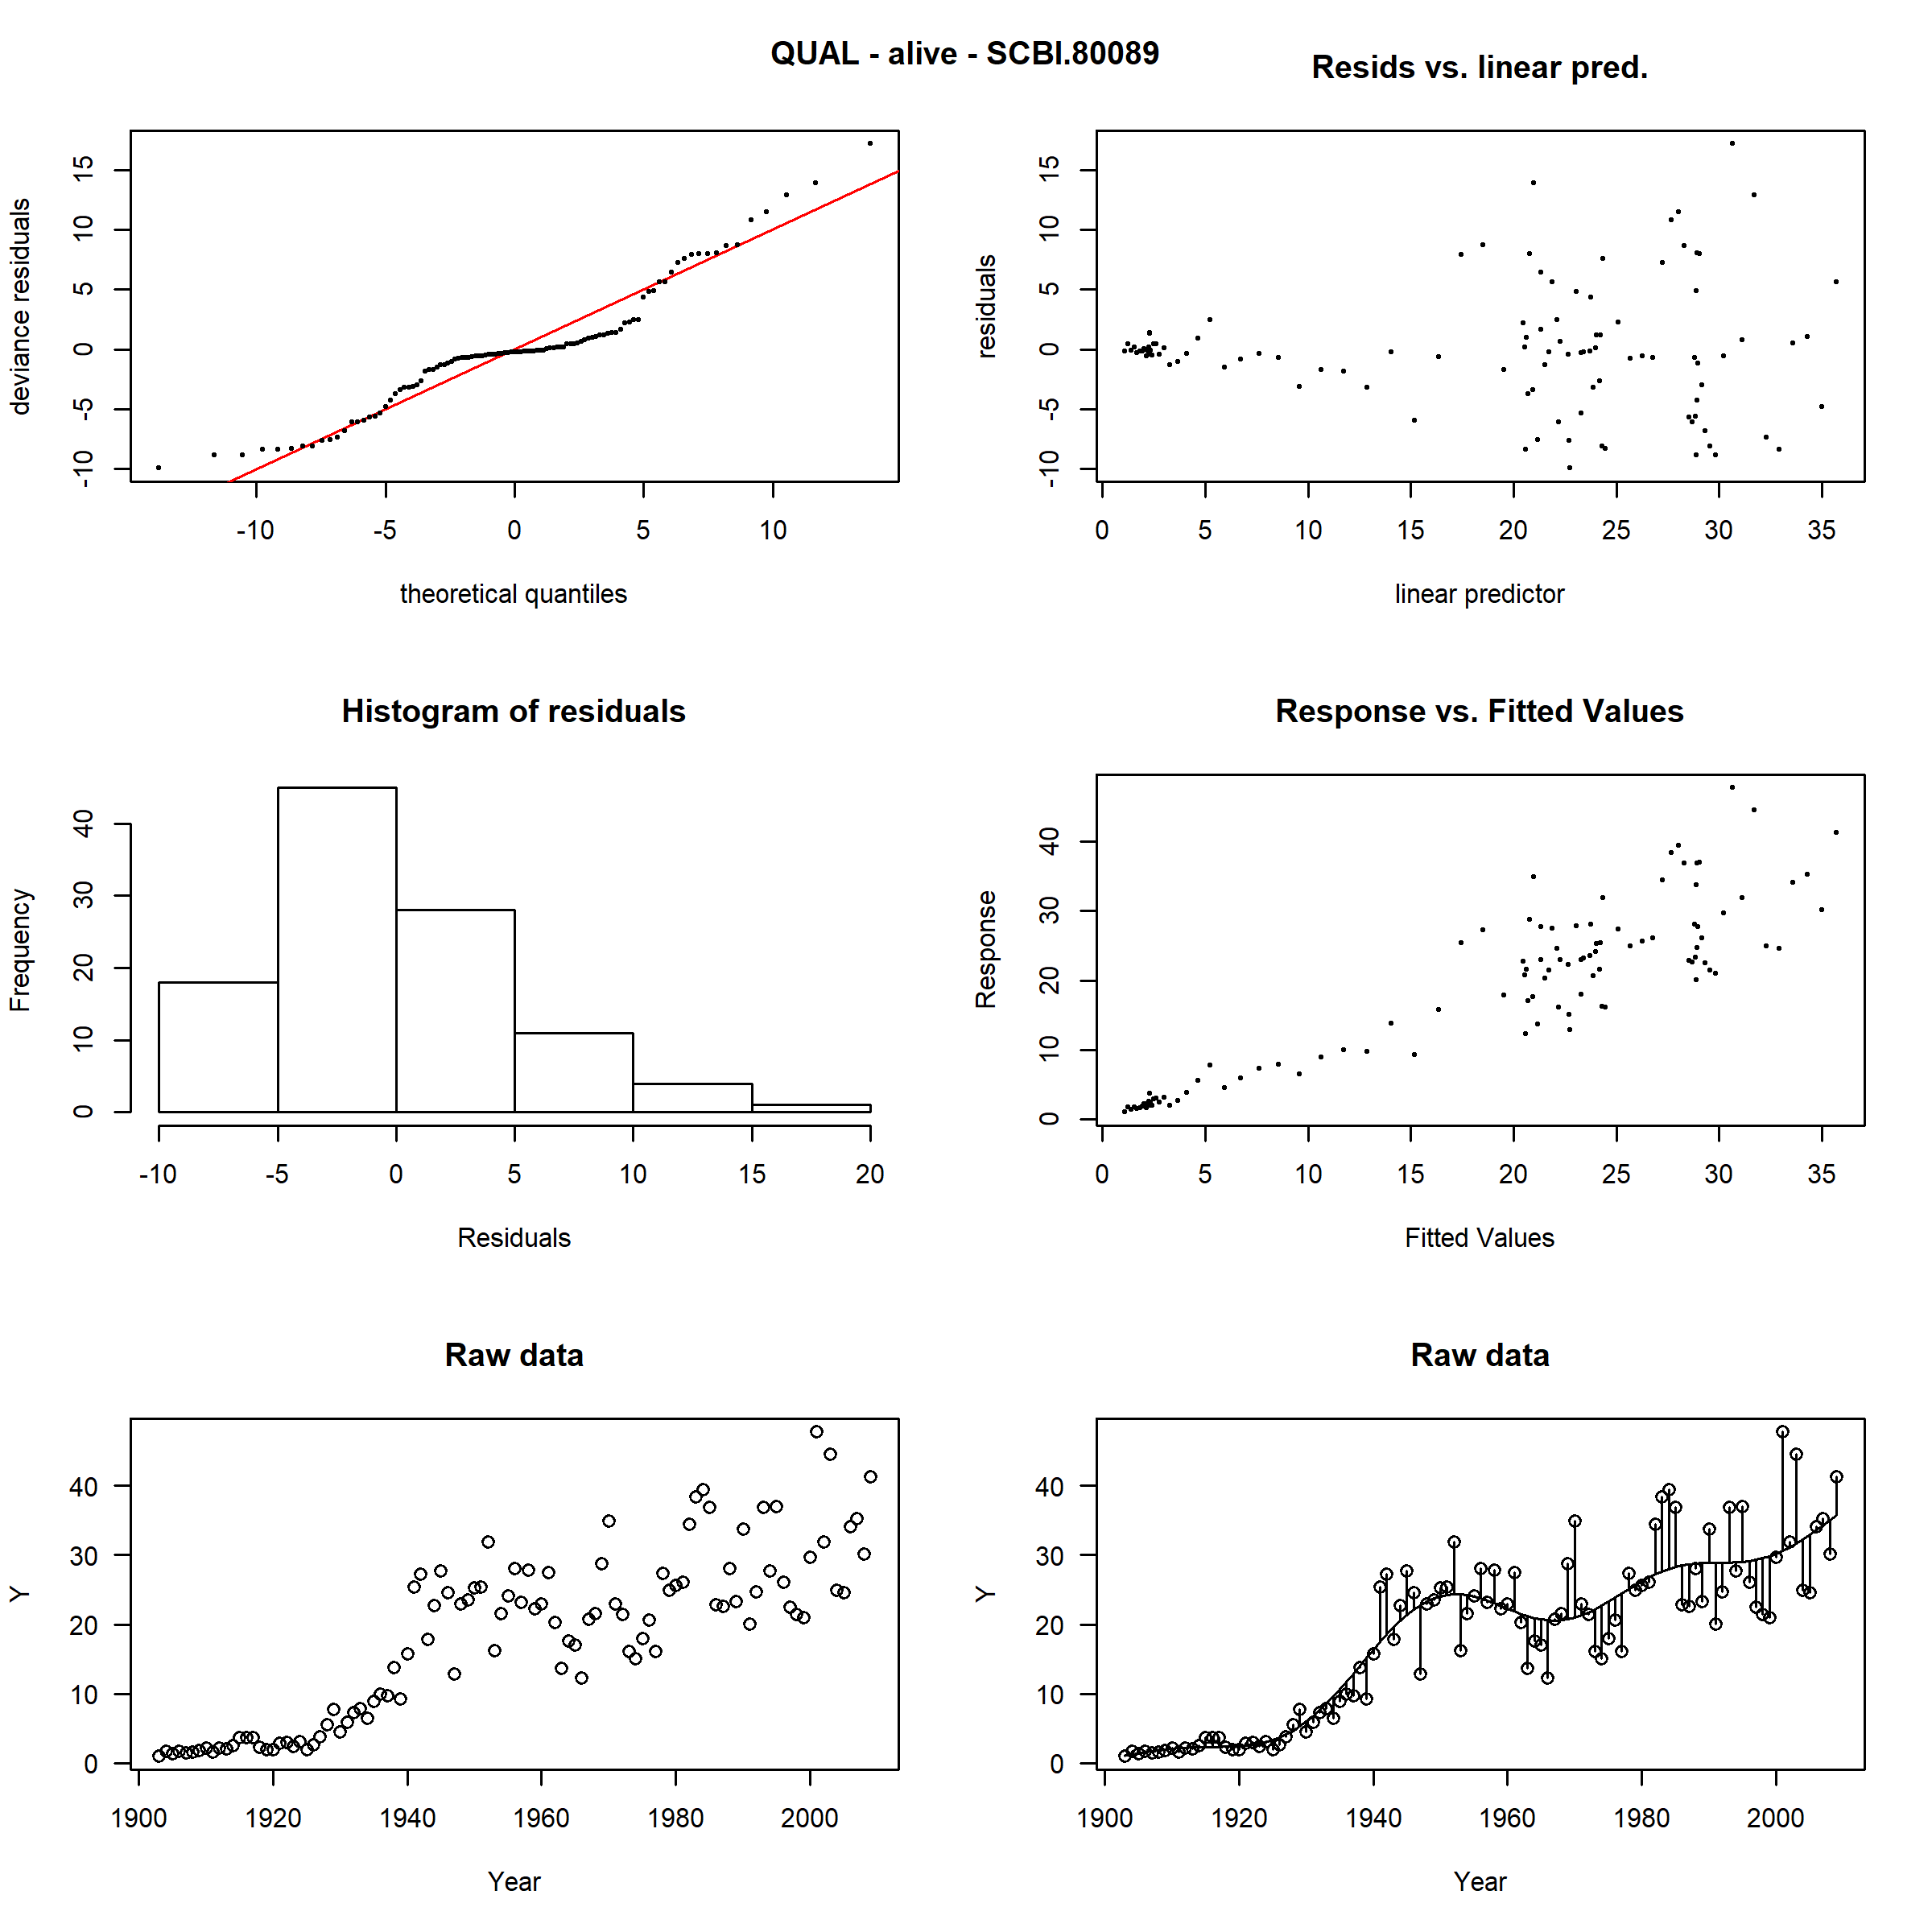 QUAL - alive - SCBI.80089
Resids vs. linear pred.
deviance residuals
15
10
5
0
-5
-10
-10 -5 0 5 10
theoretical quantiles
residuals
15
10
5
0
-5
-10
0 5 10 15 20 25 30 35
linear predictor
Histogram of residuals
Frequency
40
30
20
10
0
-10 -5 0 5 10 15 20
Residuals
Response vs. Fitted Values
Response
40
30
20
10
0
0 5 10 15 20 25 30 35
Fitted Values
Raw data
Y
40
30
20
10
0
1900 1920 1940 1960 1980 2000
Year
Raw data
Y
40
30
20
10
0
1900 1920 1940 1960 1980 2000
Year